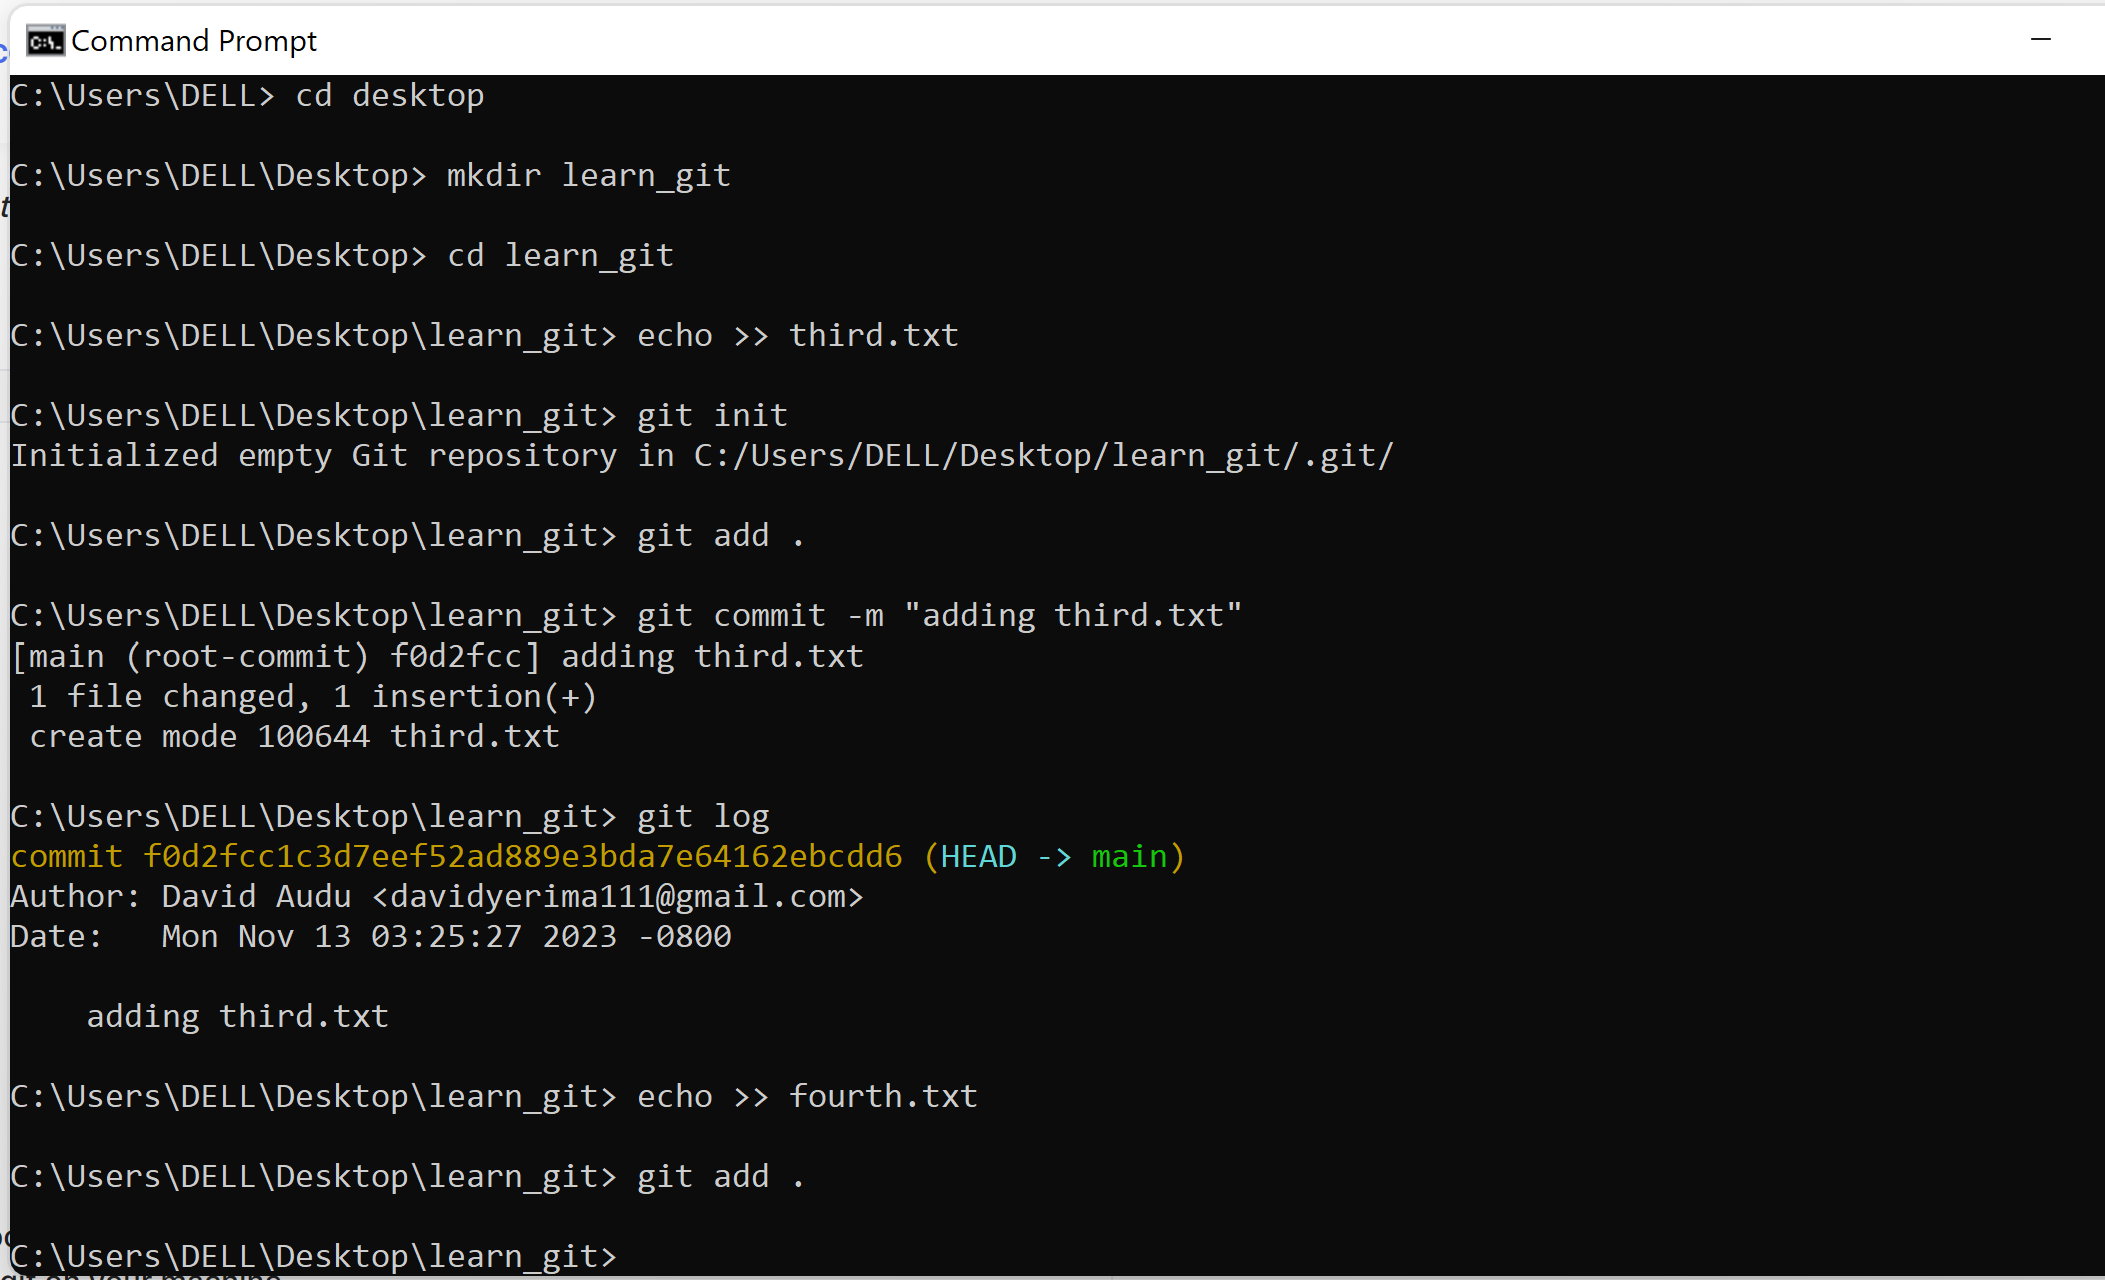 Command Prompt
C:\Users\DELL> cd desktop
C:\Users\DELL\Desktop> mkdir learn_git
C:\Users\DELL\Desktop> cd learn_git
C:\Users\DELL\Desktop\learn_git> echo >> third.txt
C:\Users\DELL\Desktop\learn_git> git init
Initialized empty Git repository in C:/Users/DELL/Desktop/learn_git/.git/
C:\Users\DELL\Desktop\learn_git> git add .
C:\Users\DELL\Desktop\learn_git> git commit -m "adding third.txt"
[main (root-commit) f0d2fcc] adding third.txt
 1 file changed, 1 insertion(+)
 create mode 100644 third.txt
C:\Users\DELL\Desktop\learn_git> git log
commit f0d2fcc1c3d7eef52ad889e3bda7e64162ebcdd6 (HEAD -> main)
Author: David Audu <davidyerima111@gmail.com>
Date:   Mon Nov 13 03:25:27 2023 -0800
    adding third.txt
C:\Users\DELL\Desktop\learn_git> echo >> fourth.txt
C:\Users\DELL\Desktop\learn_git> git add .
C:\Users\DELL\Desktop\learn_git>